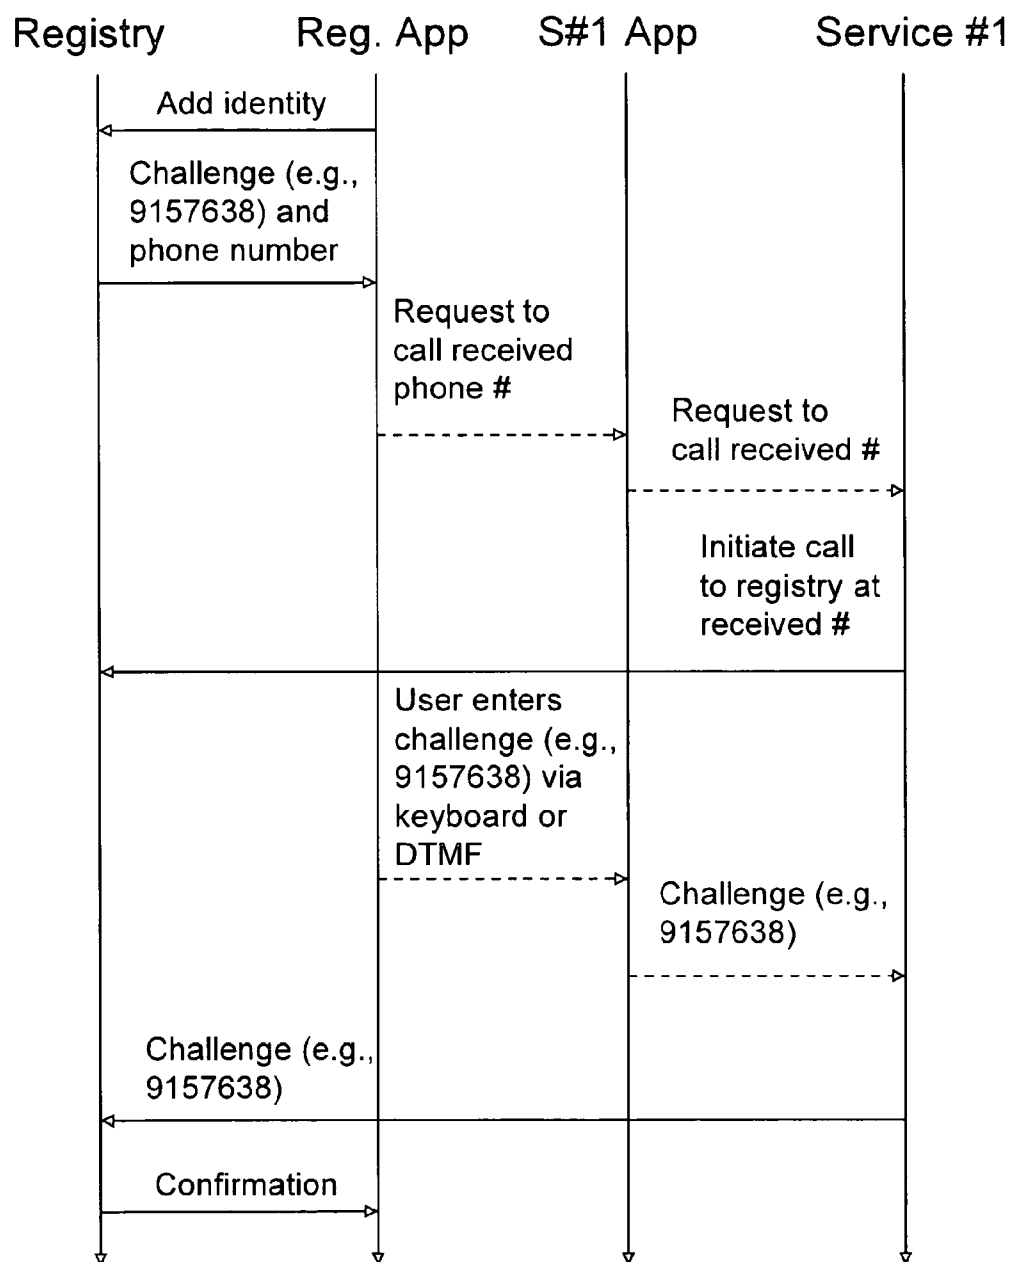 Registry Reg. App S#1 App Service #1
Add identity
Challenge (e.g.,
9157638) and
phone number
Request to
call received
phone #
Request to
call received #
Initiate call
to registry at
received #
User enters
challenge (e.g.,
9157638) via
keyboard or
DTMF
Challenge (e.g.,
9157638)
Challenge (e.g.,
9157638)
Confirmation